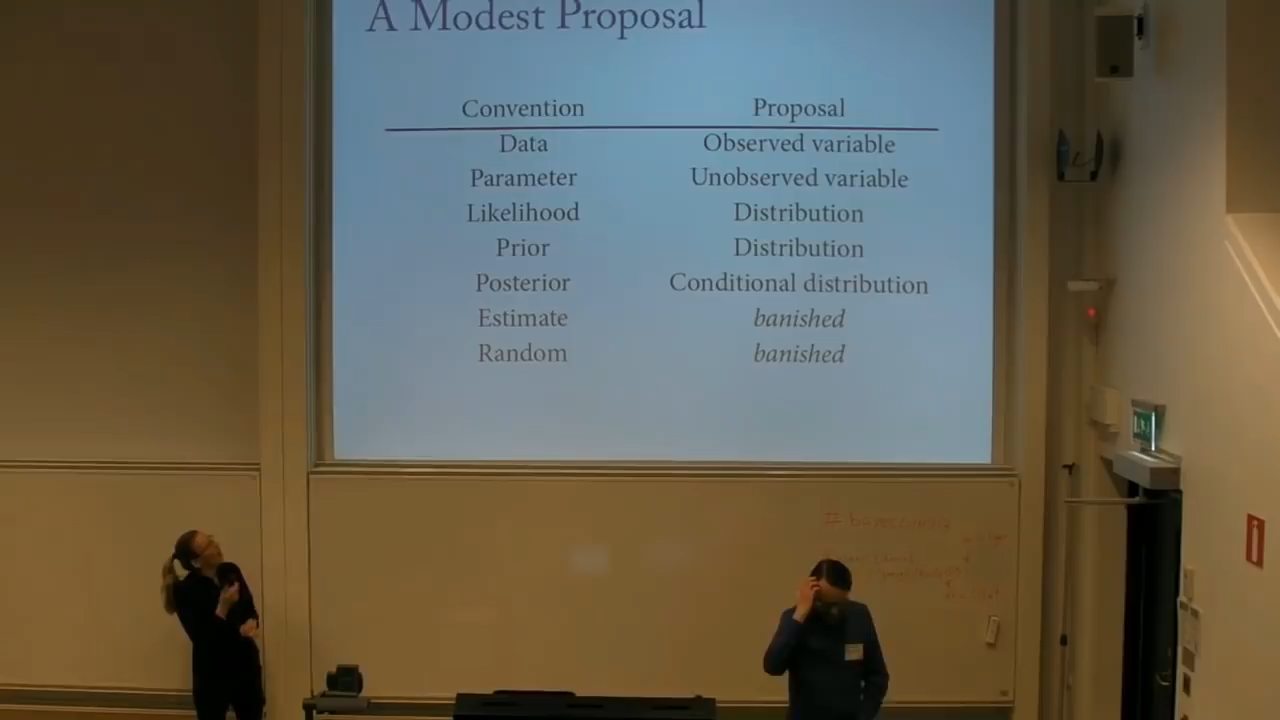 A Modest Proposal
Convention Proposal
Data Observed variable
Parameter Unobserved variable
Likelihood Distribution
Prior Distribution
Posterior Conditional distribution
Estimate banished
Random banished